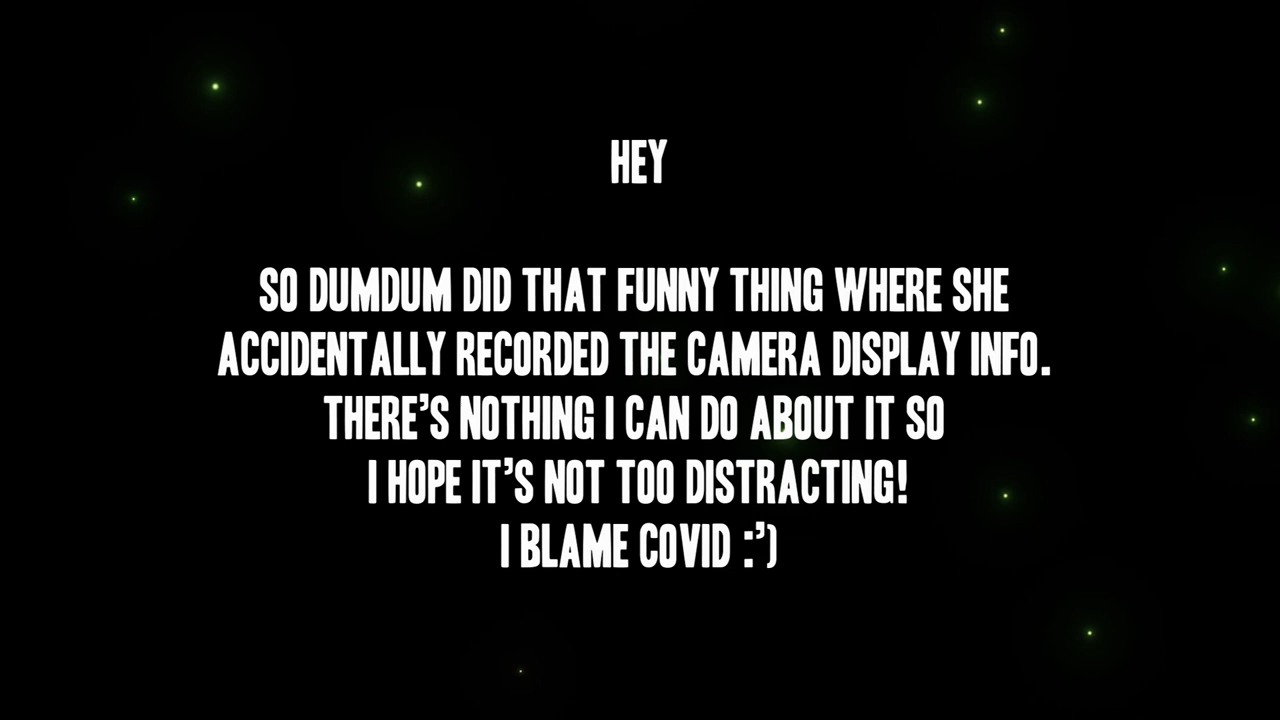 HEY
SO DUMDUM DID THAT FUNNY THING WHERE SHE
ACCIDENTALLY RECORDED THE CAMERA DISPLAY INFO.
THERE'S NOTHING I CAN DO ABOUT IT SO
I HOPE IT'S NOT TOO DISTRACTING!
I BLAME COVID :')